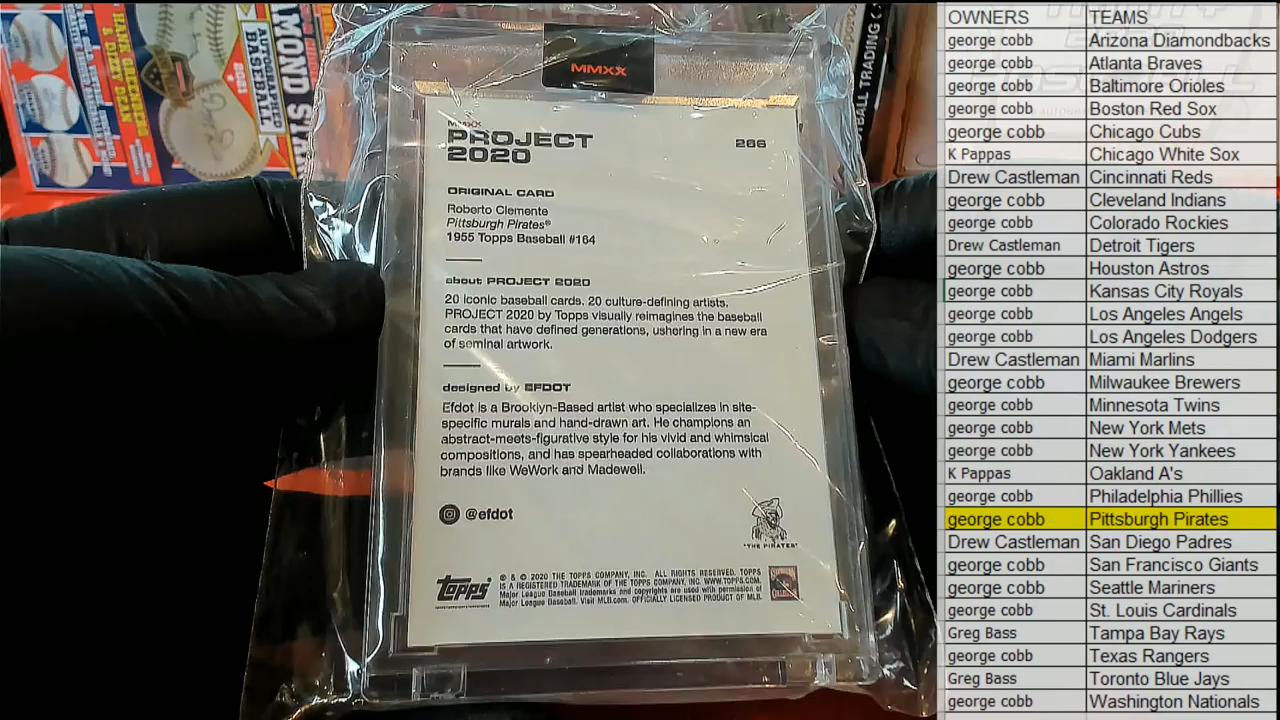 MMXX
MMXX
PROJECT
2020
266
ORIGINAL CARD
Roberto Clemente
Pittsburgh Pirates®
1955 Topps Baseball #164
about PROJECT 2020
20 iconic baseball cards. 20 culture-defining artists.
PROJECT 2020 by Topps visually reimagines the baseball
cards that have defined generations, ushering in a new era
of seminal artwork.
designed by EFDOT
Efdot is a Brooklyn-Based artist who specializes in site-
specific murals and hand-drawn art. He champions an
abstract-meets-figurative style for his vivid and whimsical
compositions, and has spearheaded collaborations with
brands like WeWork and Madewell.
@efdot
"THE PIRATES"
topps
® & © 2020 THE TOPPS COMPANY, INC. ALL RIGHTS RESERVED. TOPPS
IS A REGISTERED TRADEMARK OF THE TOPPS COMPANY, INC. WWW.TOPPS.COM.
Major League Baseball trademarks and copyrights are used with permission of
Major League Baseball. Visit MLB.com. OFFICIALLY LICENSED PRODUCT OF MLB.
AUTOGRAPHED
BASEBALL
2021
OWNERS TEAMS
george cobb Arizona Diamondbacks
george cobb Atlanta Braves
george cobb Baltimore Orioles
george cobb Boston Red Sox
george cobb Chicago Cubs
K Pappas Chicago White Sox
Drew Castleman Cincinnati Reds
george cobb Cleveland Indians
george cobb Colorado Rockies
Drew Castleman Detroit Tigers
george cobb Houston Astros
george cobb Kansas City Royals
george cobb Los Angeles Angels
george cobb Los Angeles Dodgers
Drew Castleman Miami Marlins
george cobb Milwaukee Brewers
george cobb Minnesota Twins
george cobb New York Mets
george cobb New York Yankees
K Pappas Oakland A's
george cobb Philadelphia Phillies
george cobb Pittsburgh Pirates
Drew Castleman San Diego Padres
george cobb San Francisco Giants
george cobb Seattle Mariners
george cobb St. Louis Cardinals
Greg Bass Tampa Bay Rays
george cobb Texas Rangers
Greg Bass Toronto Blue Jays
george cobb Washington Nationals